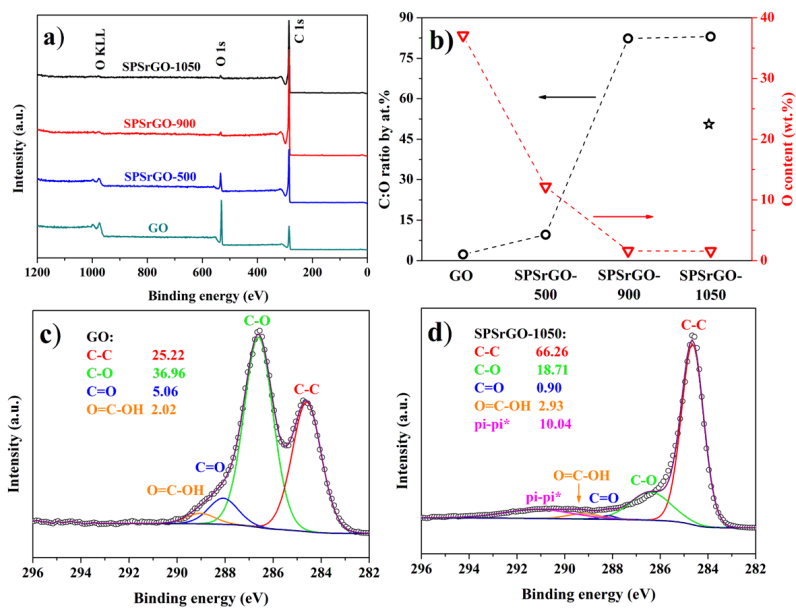 a)
O KLL
O 1s
C 1s
SPSrGO-1050
SPSrGO-900
SPSrGO-500
GO
Intensity (a.u.)
1200 1000 800 600 400 200 0
Binding energy (eV)
b)
C:O ratio by at.%
90
75
60
45
30
15
0
O content (wt.%)
40
30
20
10
0
GO SPSrGO-500 SPSrGO-900 SPSrGO-1050
c)
GO:
C-C 25.22
C-O 36.96
C=O 5.06
O=C-OH 2.02
C-O
C-C
C=O
O=C-OH
Intensity (a.u.)
296 294 292 290 288 286 284 282
Binding energy (eV)
d)
SPSrGO-1050:
C-C 66.26
C-O 18.71
C=O 0.90
O=C-OH 2.93
pi-pi* 10.04
C-C
O=C-OH
C-O
pi-pi*
C=O
Intensity (a.u.)
296 294 292 290 288 286 284 282
Binding energy (eV)